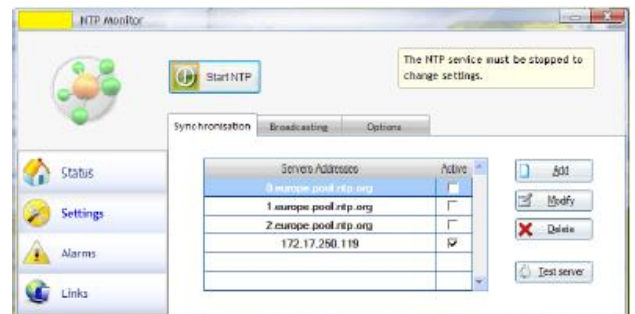 NTP Monitor
The NTP service must be stopped to
change settings.
Start NTP
Synchronisation Broadcasting Options
Status
Settings
Alarms
Links
Servers Addresses Active
0.europe.pool.ntp.org
1.europe.pool.ntp.org
2.europe.pool.ntp.org
172.17.250.119
Add
Modify
Delete
Test server